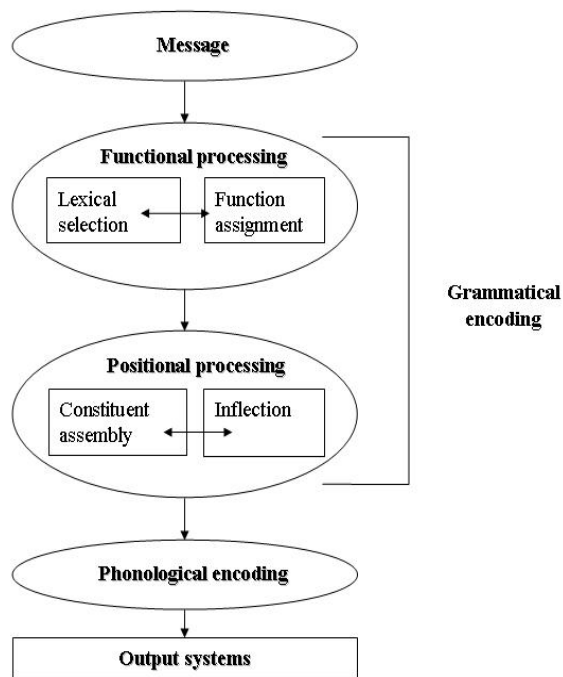 Message
Functional processing
Lexical
selection
Function
assignment
Grammatical
encoding
Positional processing
Constituent
assembly
Inflection
Phonological encoding
Output systems